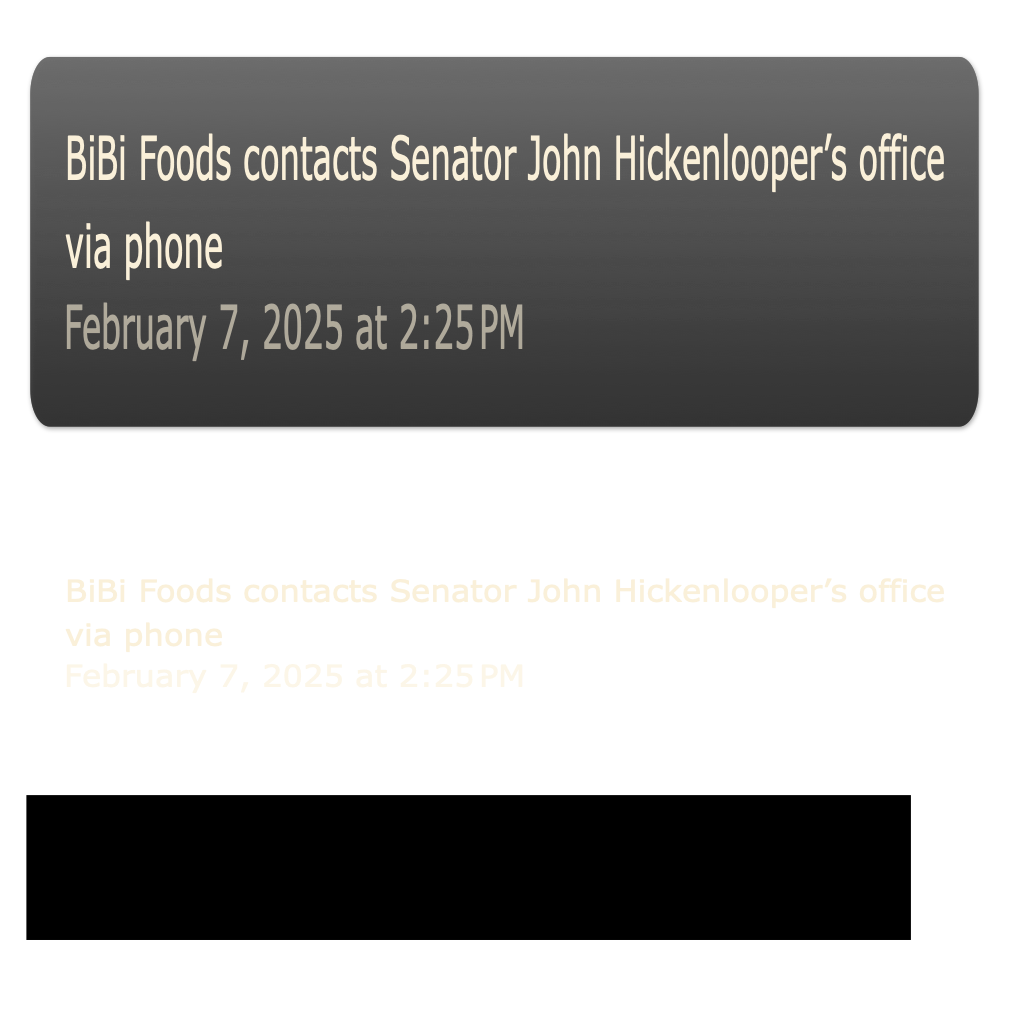 BiBi Foods contacts Senator John Hickenlooper’s office
via phone
February 7, 2025 at 2:25 PM
BiBi Foods contacts Senator John Hickenlooper’s office
via phone
February 7, 2025 at 2:25 PM